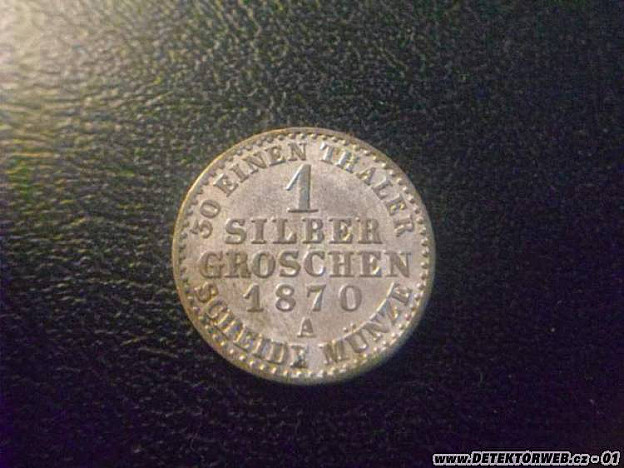 30 EINEN THALER
1
SILBER
GROSCHEN
1870
A
SCHEIDE MÜNZE
www.DETEKTORWEB.cz - 01